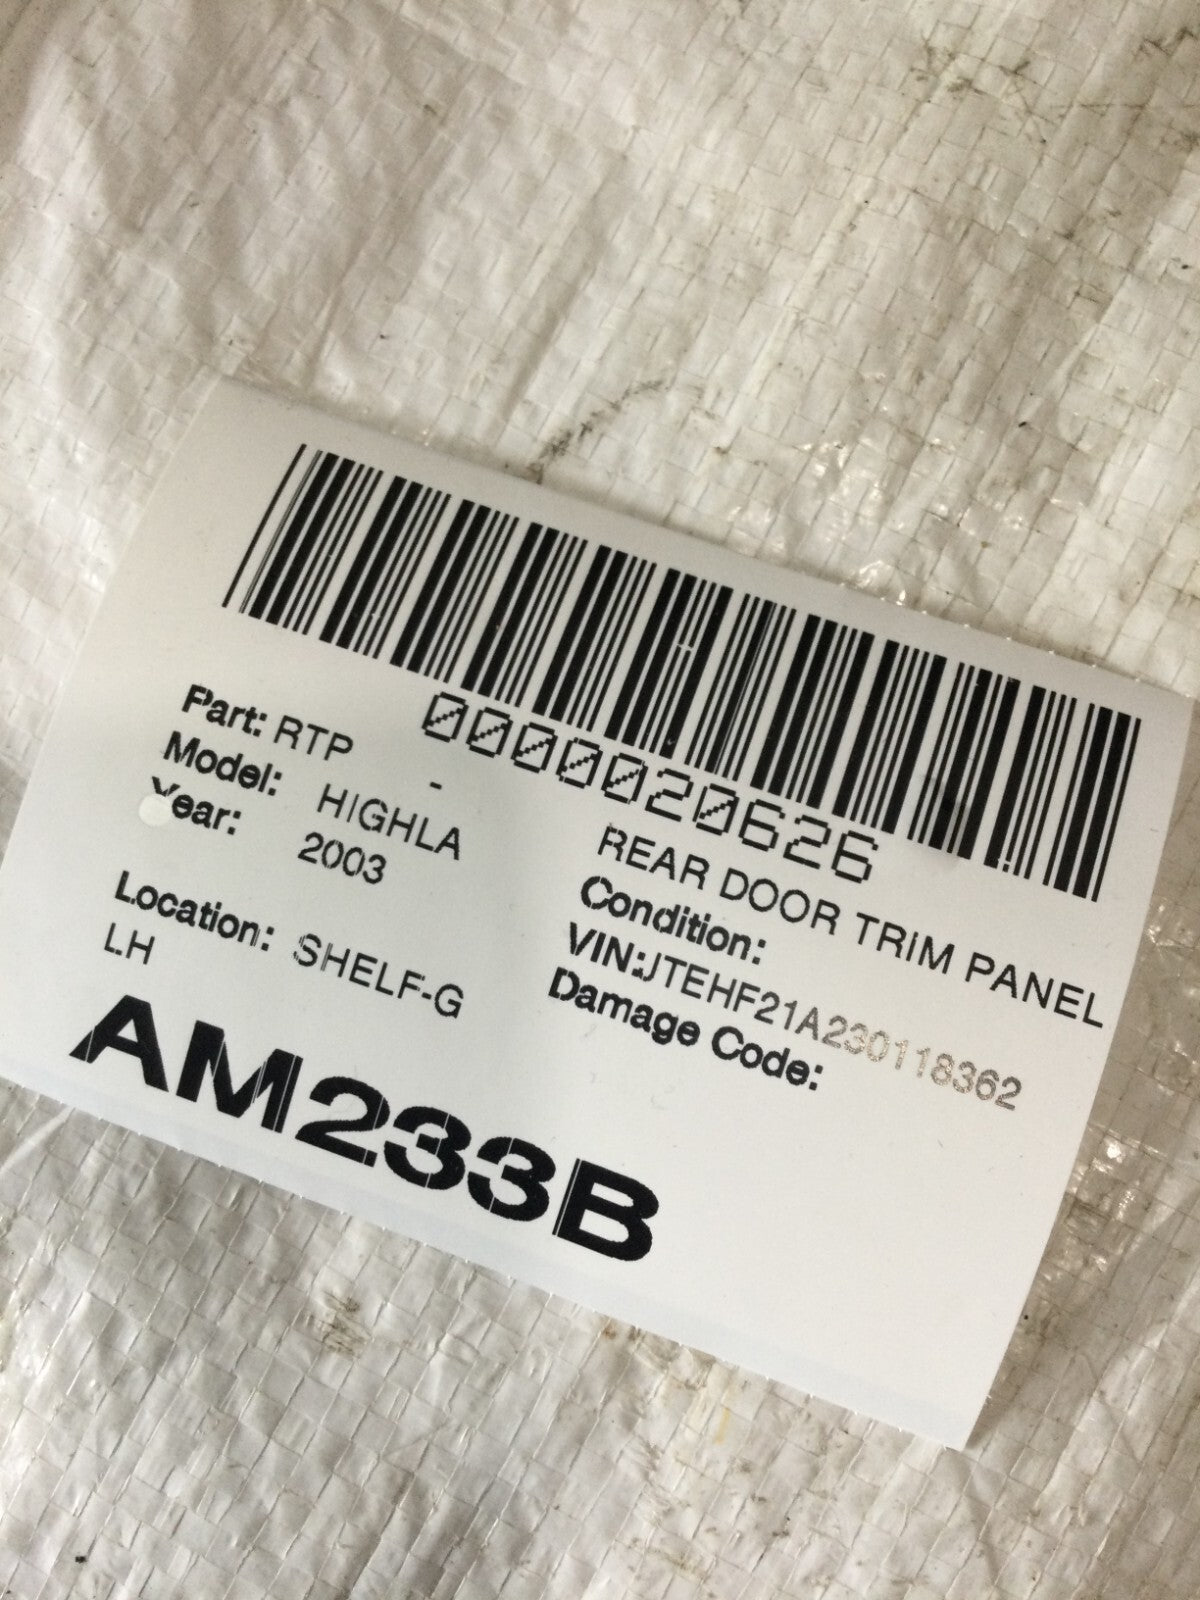 0000020626
Part: RTP - REAR DOOR TRIM PANEL
Model: HIGHLA Condition:
Year: 2003 VIN:JTEHF21A230118362
Damage Code:
Location: SHELF-G
LH
AM233B